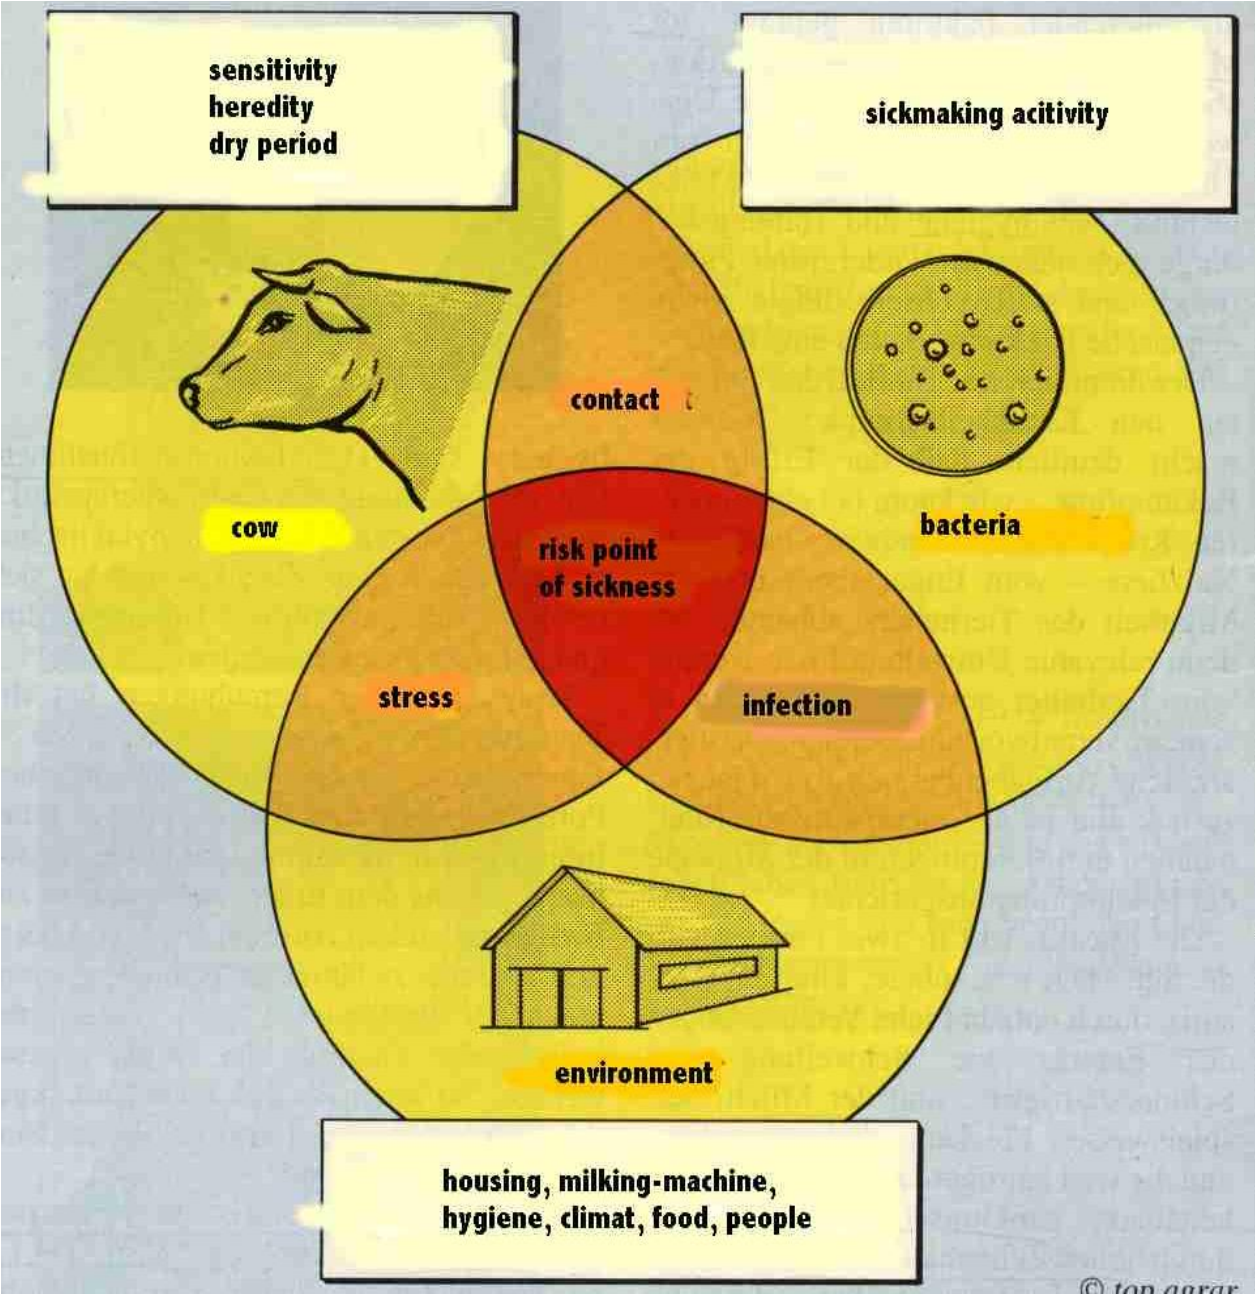 sensitivity
heredity
dry period
sickmaking acitivity
contact
cow
bacteria
risk point
of sickness
stress
infection
environment
housing, milking-machine,
hygiene, climat, food, people
© top agrar